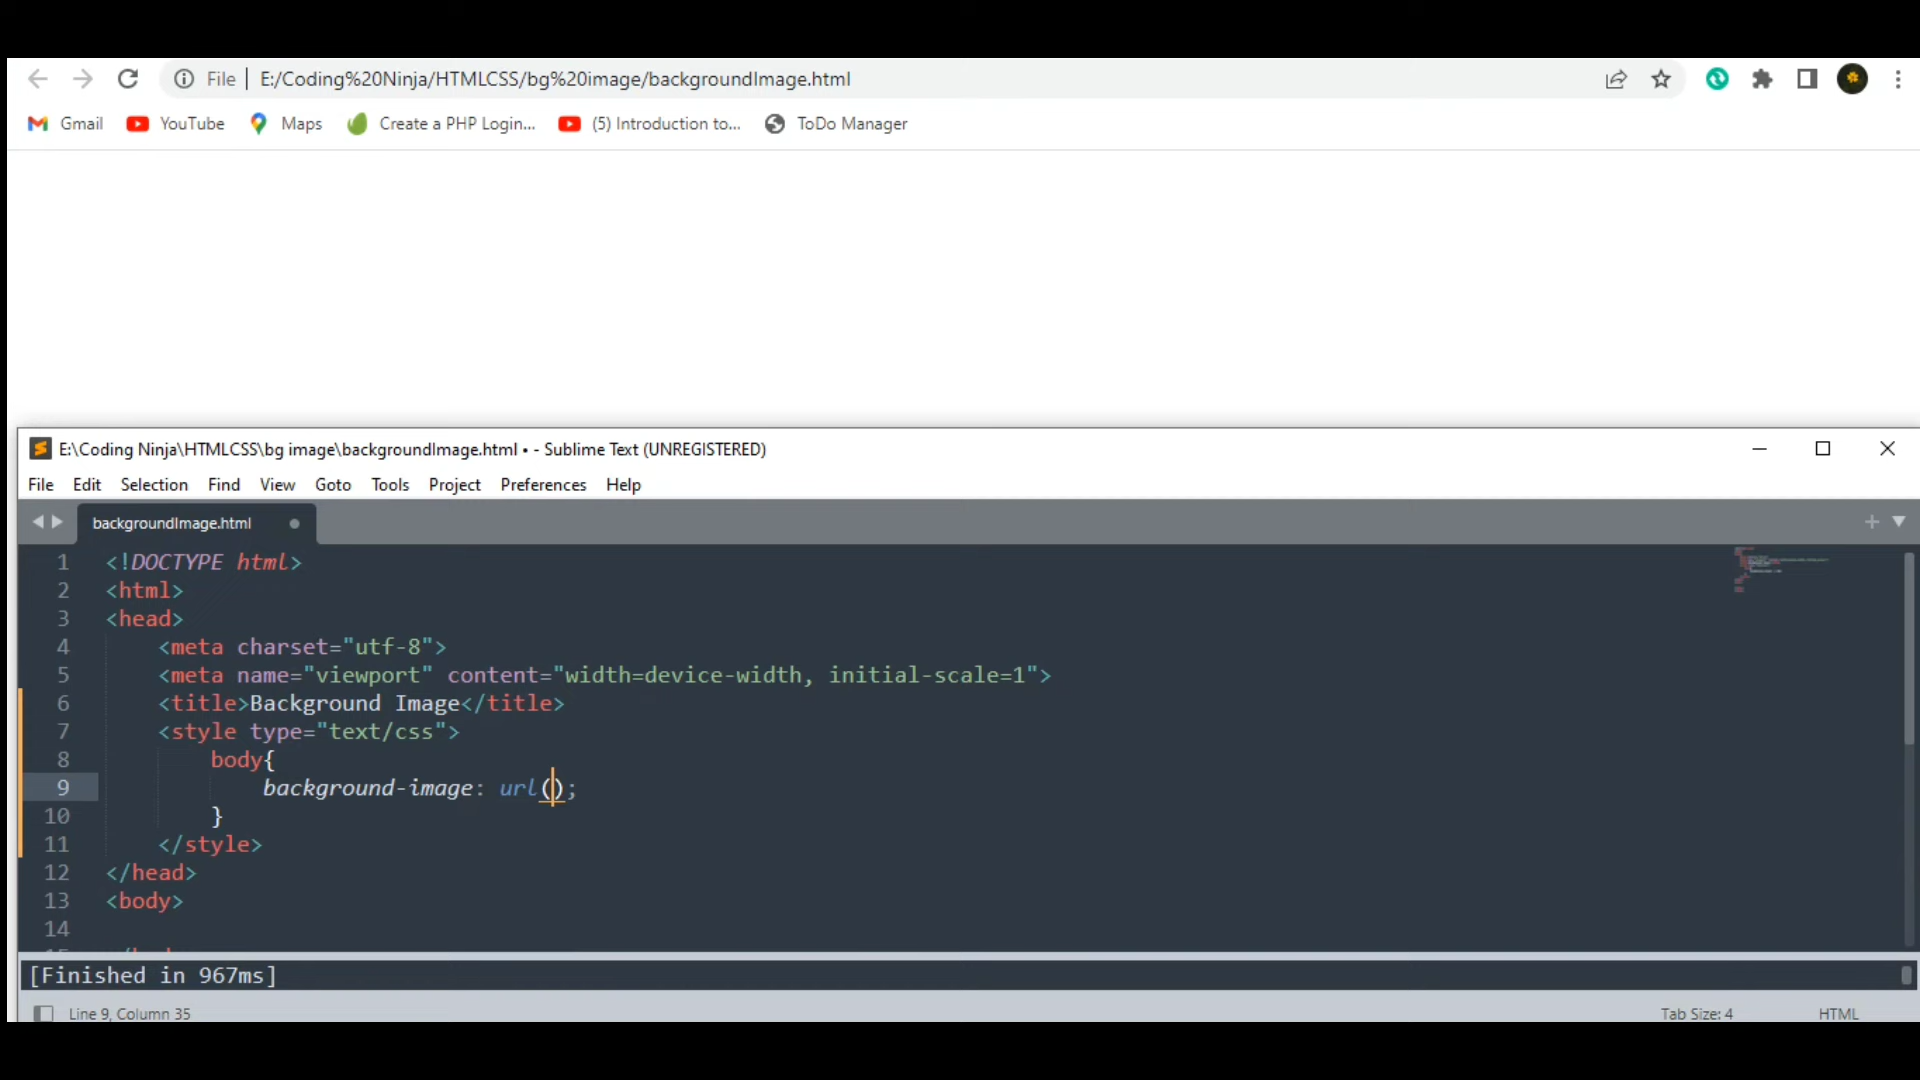 File E:/Coding%20Ninja/HTMLCSS/bg%20image/backgroundImage.html
Gmail YouTube Maps Create a PHP Login... (5) Introduction to... ToDo Manager
E:\Coding Ninja\HTMLCSS\bg image\backgroundImage.html • - Sublime Text (UNREGISTERED)
File Edit Selection Find View Goto Tools Project Preferences Help
backgroundImage.html
1 <!DOCTYPE html>
2 <html>
3 <head>
4 <meta charset="utf-8">
5 <meta name="viewport" content="width=device-width, initial-scale=1">
6 <title>Background Image</title>
7 <style type="text/css">
8 body{
9 background-image: url();
10 }
11 </style>
12 </head>
13 <body>
14
[Finished in 967ms]
Line 9, Column 35 Tab Size: 4 HTML